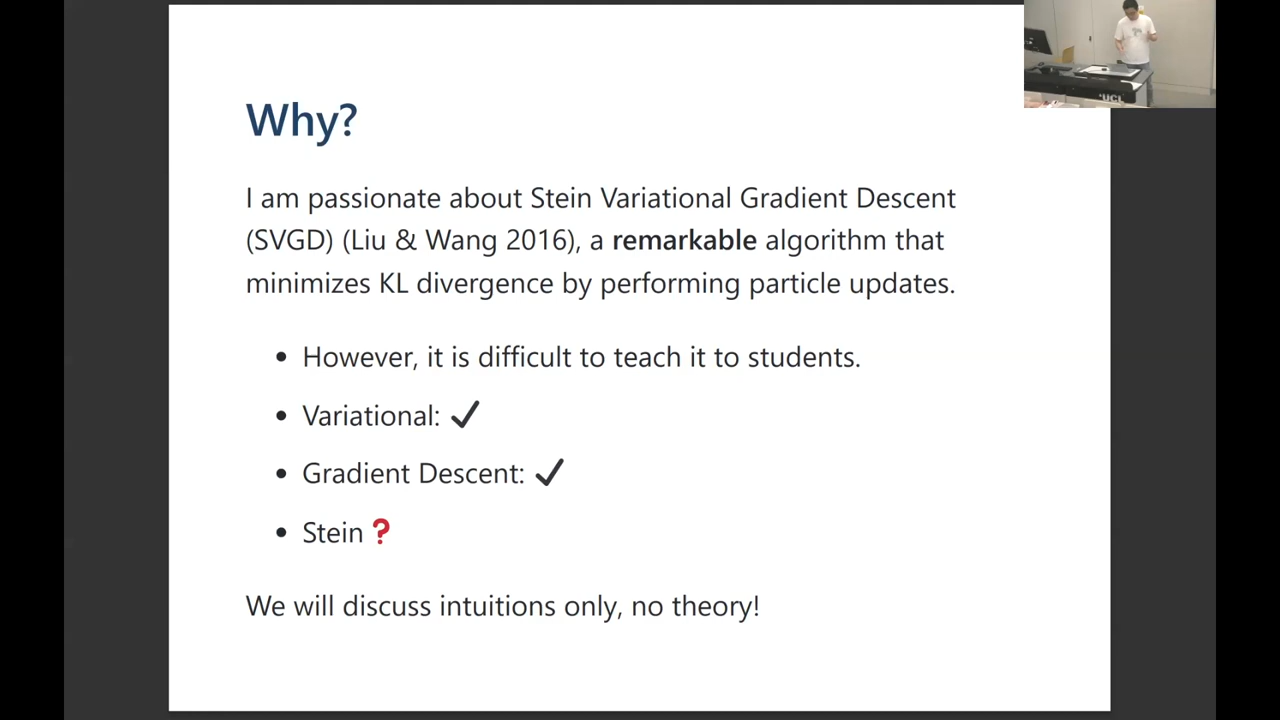 Why?
I am passionate about Stein Variational Gradient Descent
(SVGD) (Liu & Wang 2016), a remarkable algorithm that
minimizes KL divergence by performing particle updates.
• However, it is difficult to teach it to students.
• Variational: ✓
• Gradient Descent: ✓
• Stein ?
We will discuss intuitions only, no theory!
UCL